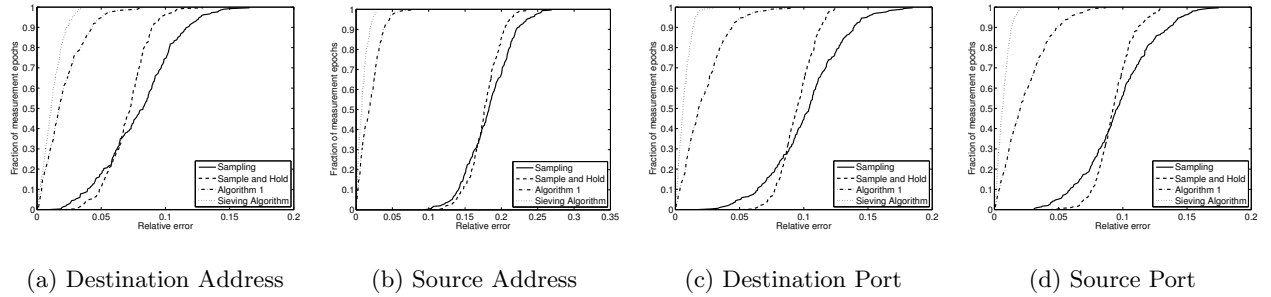 Fraction of measurement epochs
1
0.9
0.8
0.7
0.6
0.5
0.4
0.3
0.2
0.1
0
Sampling
Sample and Hold
Algorithm 1
Sieving Algorithm
0 0.05 0.1 0.15 0.2
Relative error
(a) Destination Address
Fraction of measurement epochs
1
0.9
0.8
0.7
0.6
0.5
0.4
0.3
0.2
0.1
0
Sampling
Sample and Hold
Algorithm 1
Sieving Algorithm
0 0.05 0.1 0.15 0.20 0.25 0.3 0.35
Relative error
(b) Source Address
Fraction of measurement epochs
1
0.9
0.8
0.7
0.6
0.5
0.4
0.3
0.2
0.1
0
Sampling
Sample and Hold
Algorithm 1
Sieving Algorithm
0 0.05 0.1 0.15 0.2
Relative error
(c) Destination Port
Fraction of measurement epochs
1
0.9
0.8
0.7
0.6
0.5
0.4
0.3
0.2
0.1
0
Sampling
Sample and Hold
Algorithm 1
Sieving Algorithm
0 0.05 0.1 0.15 0.2
Relative error
(d) Source Port